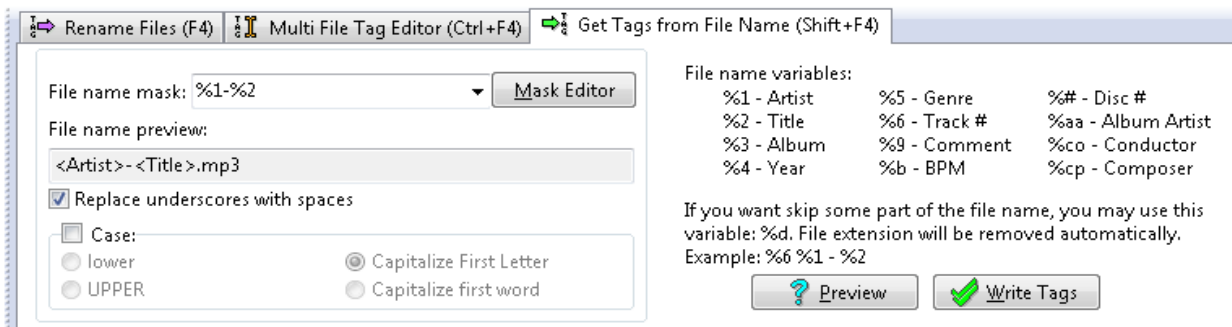 Rename Files (F4) Multi File Tag Editor (Ctrl+F4) Get Tags from File Name (Shift+F4)
File name mask: %1-%2 Mask Editor
File name preview:
<Artist>-<Title>.mp3
Replace underscores with spaces
Case:
lower Capitalize First Letter
UPPER Capitalize first word
File name variables:
%1 - Artist %5 - Genre %# - Disc #
%2 - Title %6 - Track # %aa - Album Artist
%3 - Album %9 - Comment %co - Conductor
%4 - Year %b - BPM %cp - Composer
If you want skip some part of the file name, you may use this
variable: %d. File extension will be removed automatically.
Example: %6 %1 - %2
Preview Write Tags